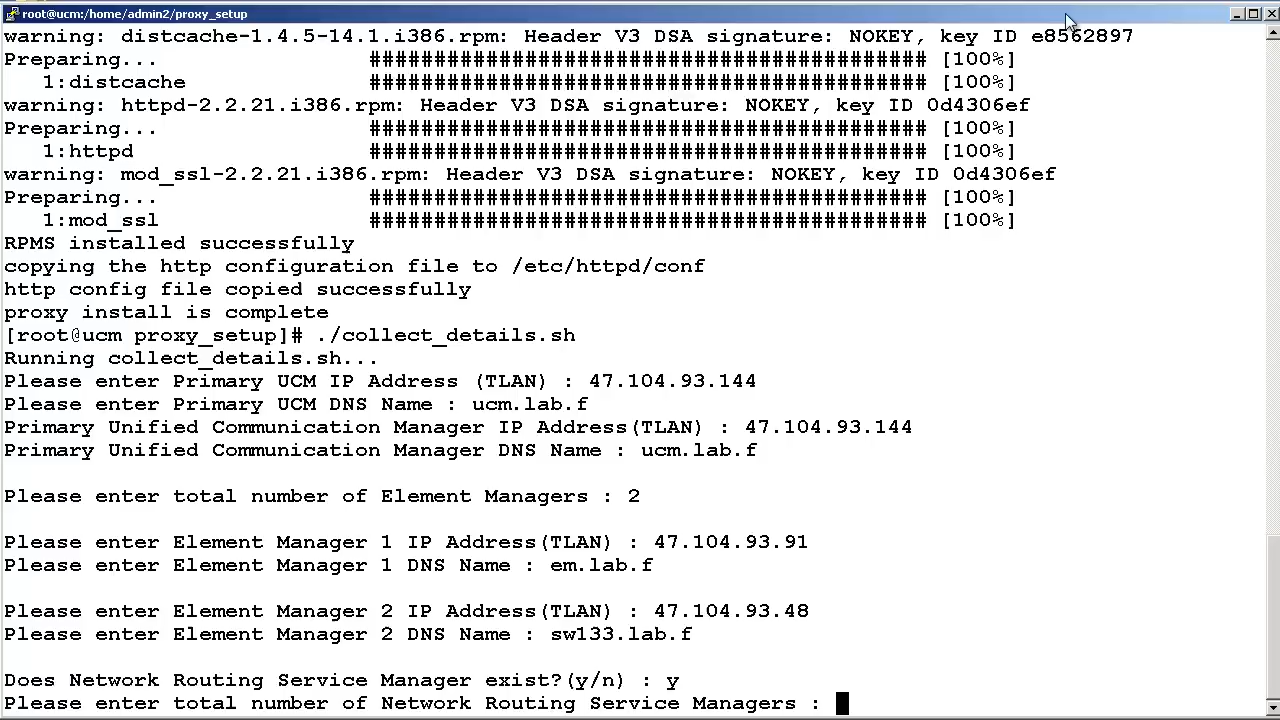 root@ucm:/home/admin2/proxy_setup
warning: distcache-1.4.5-14.1.i386.rpm: Header V3 DSA signature: NOKEY, key ID e8562897
Preparing... ########################################### [100%]
1:distcache ########################################### [100%]
warning: httpd-2.2.21.i386.rpm: Header V3 DSA signature: NOKEY, key ID 0d4306ef
Preparing... ########################################### [100%]
1:httpd ########################################### [100%]
warning: mod_ssl-2.2.21.i386.rpm: Header V3 DSA signature: NOKEY, key ID 0d4306ef
Preparing... ########################################### [100%]
1:mod_ssl ########################################### [100%]
RPMS installed successfully
copying the http configuration file to /etc/httpd/conf
http config file copied successfully
proxy install is complete
[root@ucm proxy_setup]# ./collect_details.sh
Running collect_details.sh...
Please enter Primary UCM IP Address (TLAN) : 47.104.93.144
Please enter Primary UCM DNS Name : ucm.lab.f
Primary Unified Communication Manager IP Address(TLAN) : 47.104.93.144
Primary Unified Communication Manager DNS Name : ucm.lab.f
Please enter total number of Element Managers : 2
Please enter Element Manager 1 IP Address(TLAN) : 47.104.93.91
Please enter Element Manager 1 DNS Name : em.lab.f
Please enter Element Manager 2 IP Address(TLAN) : 47.104.93.48
Please enter Element Manager 2 DNS Name : sw133.lab.f
Does Network Routing Service Manager exist?(y/n) : y
Please enter total number of Network Routing Service Managers :